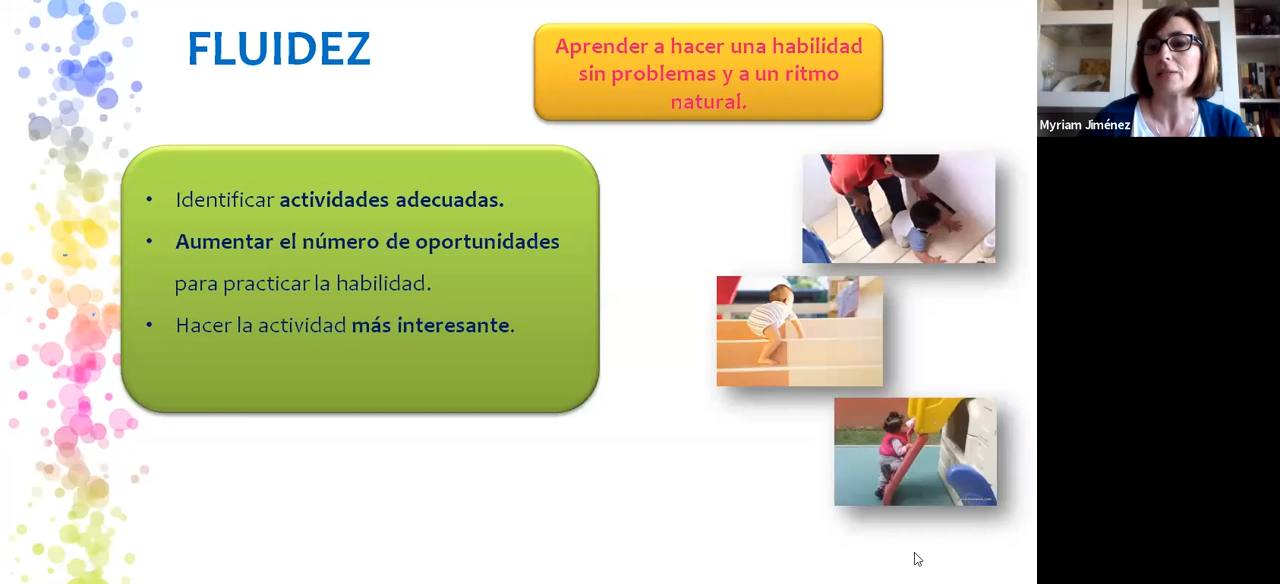 FLUIDEZ
Aprender a hacer una habilidad
sin problemas y a un ritmo
natural.
Myriam Jiménez
• Identificar actividades adecuadas.
• Aumentar el número de oportunidades
para practicar la habilidad.
• Hacer la actividad más interesante.